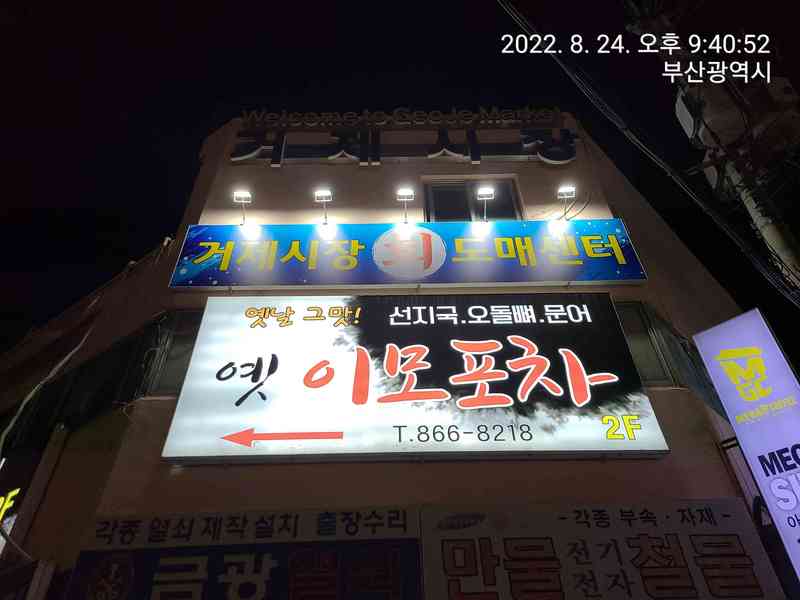 2022. 8. 24. 오후 9:40:52
부산광역시
Welcome to GeoJe Market
거제시장
거제시장 회 도매센터
옛날 그맛! 선지국.오돌뼈.문어
옛 이모포차
T.866-8218 2F
각종 열쇠 제작 설치 출장수리
금광
- 각종 부속·자재 -
만물 전기 전자 철물